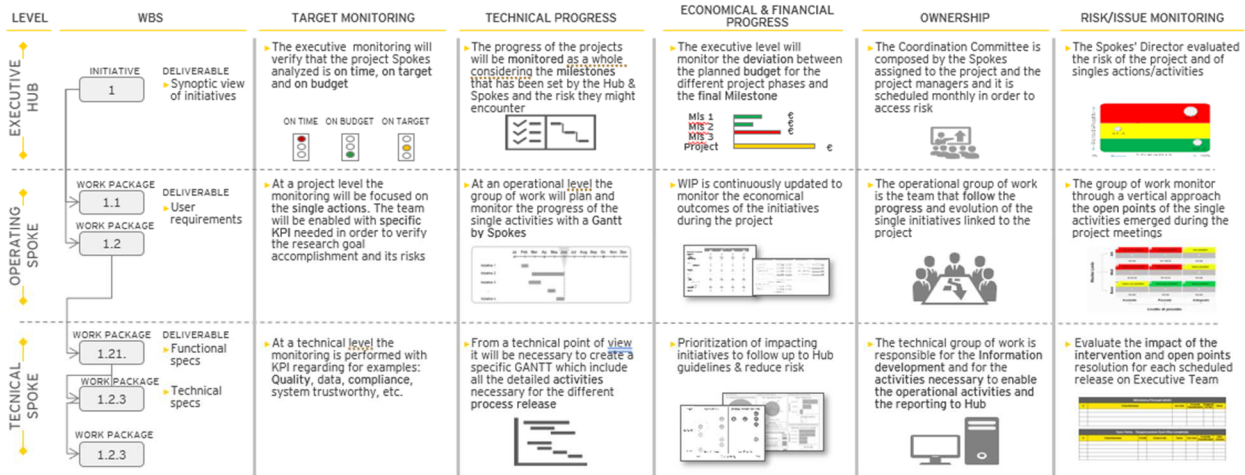 LEVEL
WBS
TARGET MONITORING
TECHNICAL PROGRESS
ECONOMICAL & FINANCIAL
PROGRESS
OWNERSHIP
RISK/ISSUE MONITORING
EXECUTIVE
HUB
INITIATIVE
1
DELIVERABLE
Synoptic view
of initiatives
The executive monitoring will
verify that the project Spokes
analyzed is on time, on target
and on budget
ON TIME
ON BUDGET
ON TARGET
The progress of the projects
will be monitored as a whole
considering the milestones
that has been set by the Hub &
Spokes and the risk they might
encounter
The executive level will
monitor the deviation between
the planned budget for the
different project phases and
the final Milestone
Mls 1
Mls 2
Mls 3
Project
€
€
€
The Coordination Committee is
composed by the Spokes
assigned to the project and the
project managers and it is
scheduled monthly in order to
access risk
The Spokes' Director evaluated
the risk of the project and of
singles actions/activities
OPERATING
SPOKE
WORK PACKAGE
1.1
WORK PACKAGE
1.2
DELIVERABLE
User
requirements
At a project level the
monitoring will be focused on
the single actions. The team
will be enabled with specific
KPI needed in order to verify
the research goal
accomplishment and its risks
At an operational level the
group of work will plan and
monitor the progress of the
single activities with a Gantt
by Spokes
WIP is continuously updated to
monitor the economical
outcomes of the initiatives
during the project
The operational group of work
is the team that follow the
progress and evolution of the
single initiatives linked to the
project
The group of work monitor
through a vertical approach
the open points of the single
activities emerged during the
project meetings
TECNICAL
SPOKE
WORK PACKAGE
1.21.
WORK PACKAGE
1.2.3
WORK PACKAGE
1.2.3
DELIVERABLE
Functional
specs
Technical
specs
At a technical level the
monitoring is performed with
KPI regarding for examples:
Quality, data, compliance,
system trustworthy, etc.
From a technical point of view
it will be necessary to create a
specific GANTT which include
all the detailed activities
necessary for the different
process release
Prioritization of impacting
initiatives to follow up to Hub
guidelines & reduce risk
The technical group of work is
responsible for the Information
development and for the
activities necessary to enable
the operational activities and
the reporting to Hub
Evaluate the impact of the
intervention and open points
resolution for each scheduled
release on Executive Team